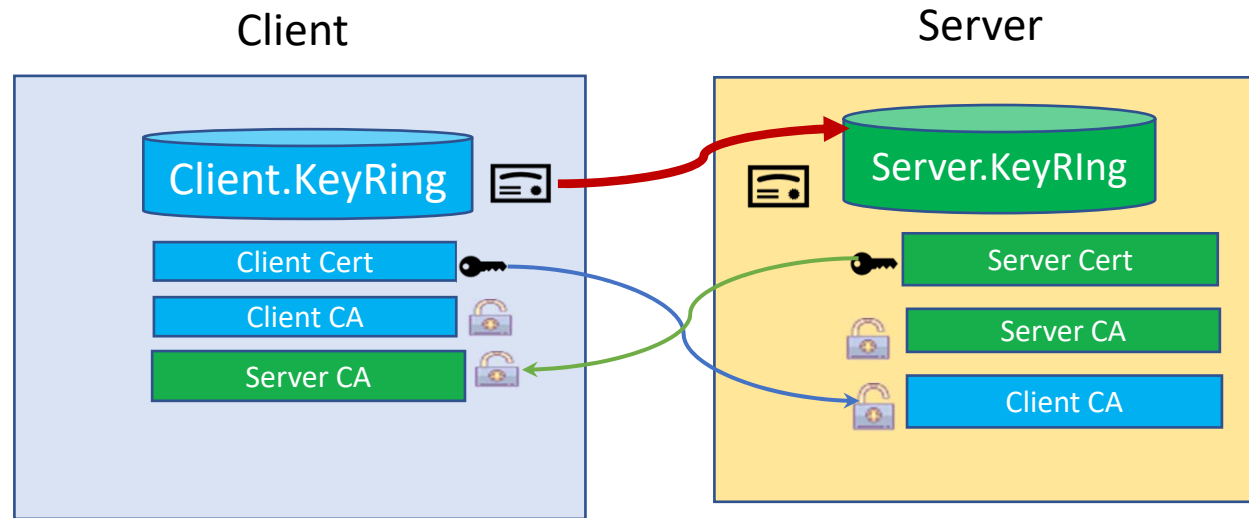 Client
Server
Client.KeyRing
Server.KeyRIng
Client Cert
Server Cert
Client CA
Server CA
Server CA
Client CA